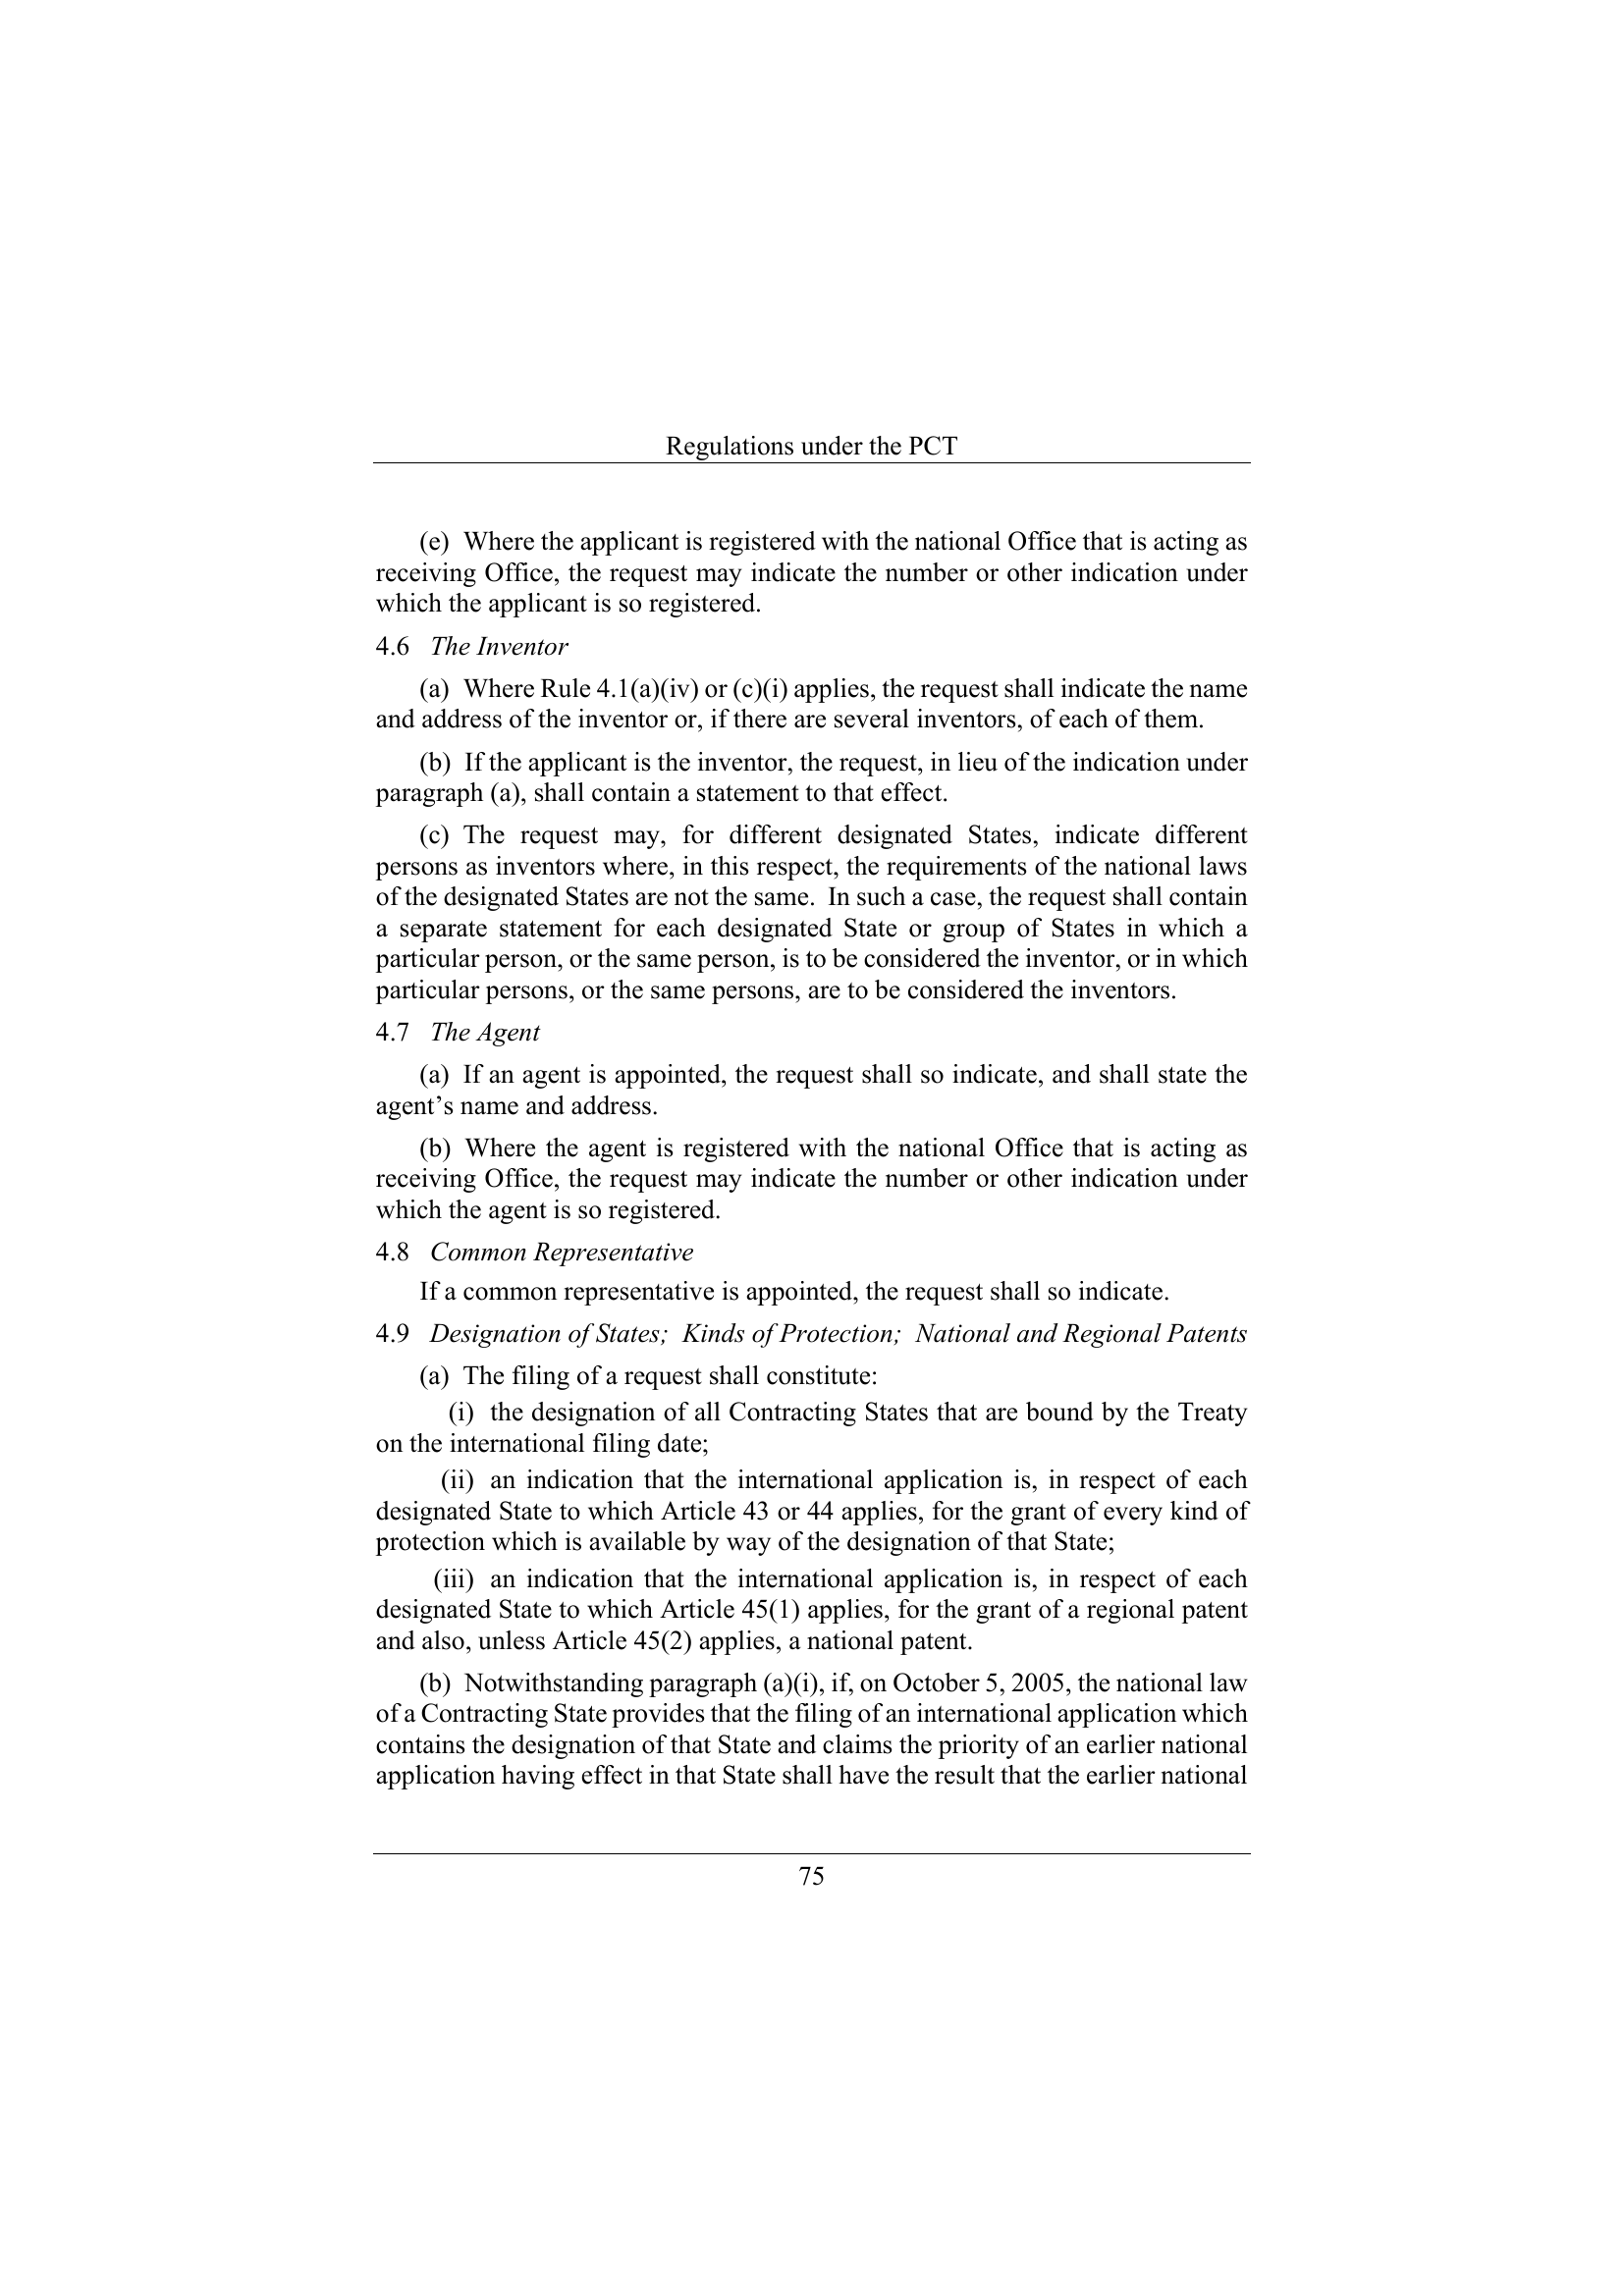 Regulations under the PCT
(e) Where the applicant is registered with the national Office that is acting as
receiving Office, the request may indicate the number or other indication under
which the applicant is so registered.
4.6 The Inventor
(a) Where Rule 4.1(a)(iv) or (c)(i) applies, the request shall indicate the name
and address of the inventor or, if there are several inventors, of each of them.
(b) If the applicant is the inventor, the request, in lieu of the indication under
paragraph (a), shall contain a statement to that effect.
(c) The request may, for different designated States, indicate different
persons as inventors where, in this respect, the requirements of the national laws
of the designated States are not the same. In such a case, the request shall contain
a separate statement for each designated State or group of States in which a
particular person, or the same person, is to be considered the inventor, or in which
particular persons, or the same persons, are to be considered the inventors.
4.7 The Agent
(a) If an agent is appointed, the request shall so indicate, and shall state the
agent’s name and address.
(b) Where the agent is registered with the national Office that is acting as
receiving Office, the request may indicate the number or other indication under
which the agent is so registered.
4.8 Common Representative
If a common representative is appointed, the request shall so indicate.
4.9 Designation of States; Kinds of Protection; National and Regional Patents
(a) The filing of a request shall constitute:
(i) the designation of all Contracting States that are bound by the Treaty
on the international filing date;
(ii) an indication that the international application is, in respect of each
designated State to which Article 43 or 44 applies, for the grant of every kind of
protection which is available by way of the designation of that State;
(iii) an indication that the international application is, in respect of each
designated State to which Article 45(1) applies, for the grant of a regional patent
and also, unless Article 45(2) applies, a national patent.
(b) Notwithstanding paragraph (a)(i), if, on October 5, 2005, the national law
of a Contracting State provides that the filing of an international application which
contains the designation of that State and claims the priority of an earlier national
application having effect in that State shall have the result that the earlier national
75